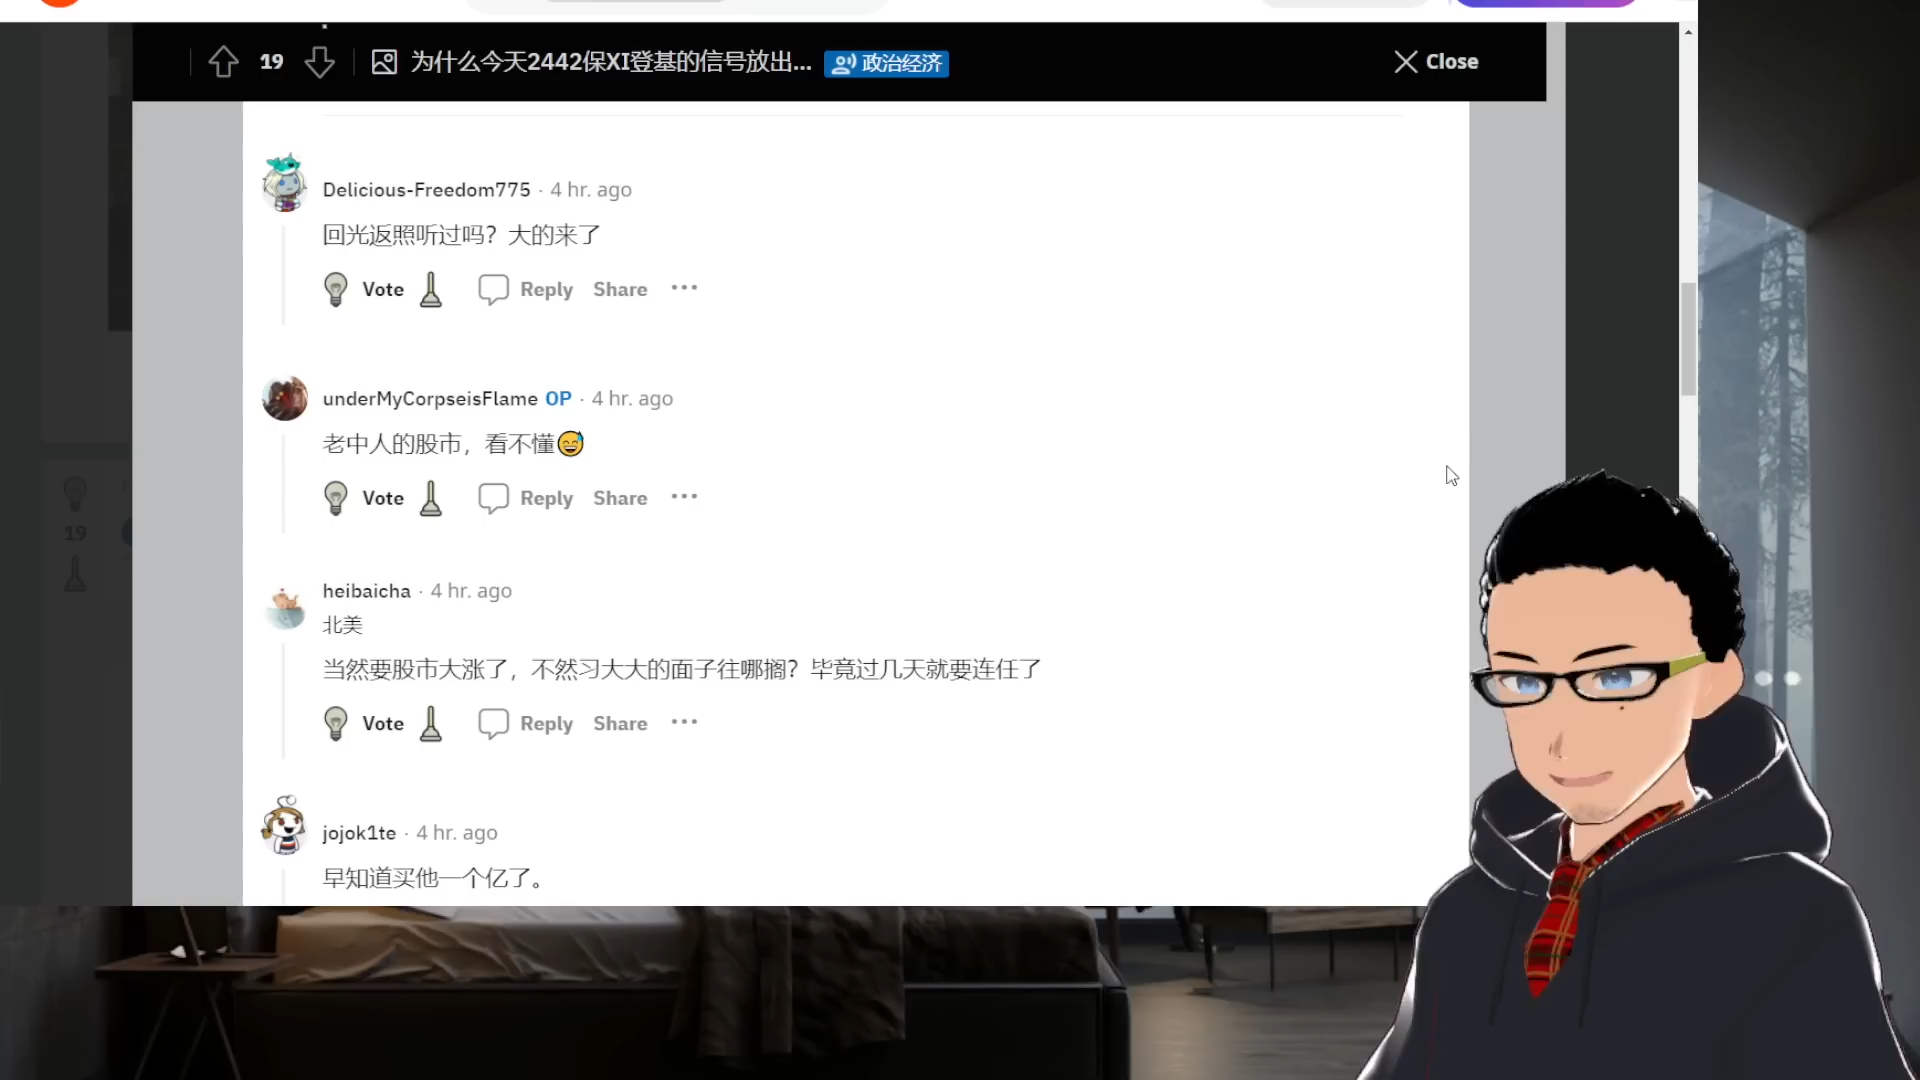 19 为什么今天2442保XI登基的信号放出... 政治经济 Close
Delicious-Freedom775 · 4 hr. ago
回光返照听过吗？大的来了
Vote Reply Share
underMyCorpseisFlame OP · 4 hr. ago
老中人的股市，看不懂😅
Vote Reply Share
19
heibaicha · 4 hr. ago
北美
当然要股市大涨了，不然习大大的面子往哪搁？毕竟过几天就要连任了
Vote Reply Share
jojok1te · 4 hr. ago
早知道买他一个亿了。